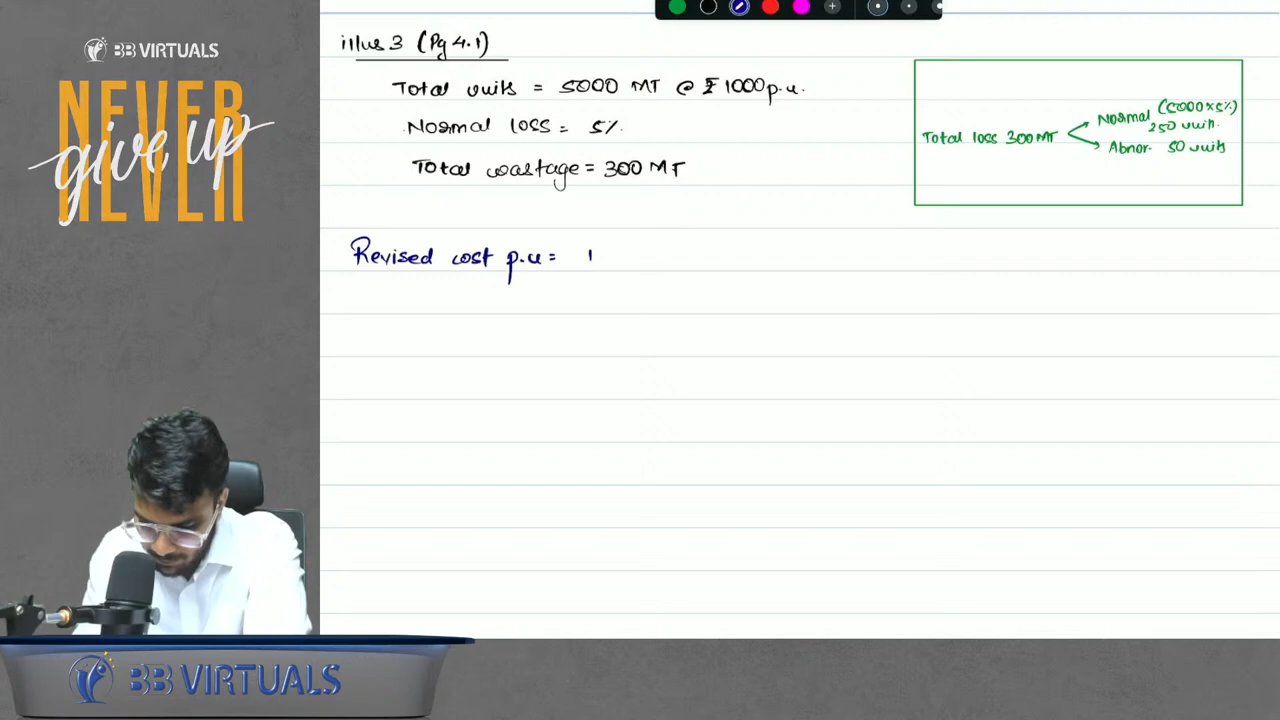 BB VIRTUALS
NEVER
give up
NEVER
illus 3 (Pg 4.1)
Total units = 5000 MT @ ₹ 1000 p.u.
Normal loss = 5%.
Total wastage = 300 MT
Revised cost p.u = 1
Total loss 300 MT
Normal (5000 x 5%)
250 units.
Abnor. 50 units
BB VIRTUALS